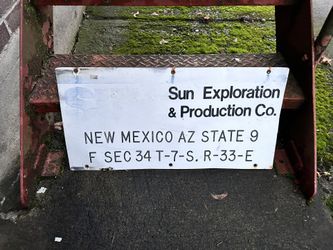 Sun Exploration
& Production Co.
NEW MEXICO AZ STATE 9
F SEC 34 T-7-S. R-33-E